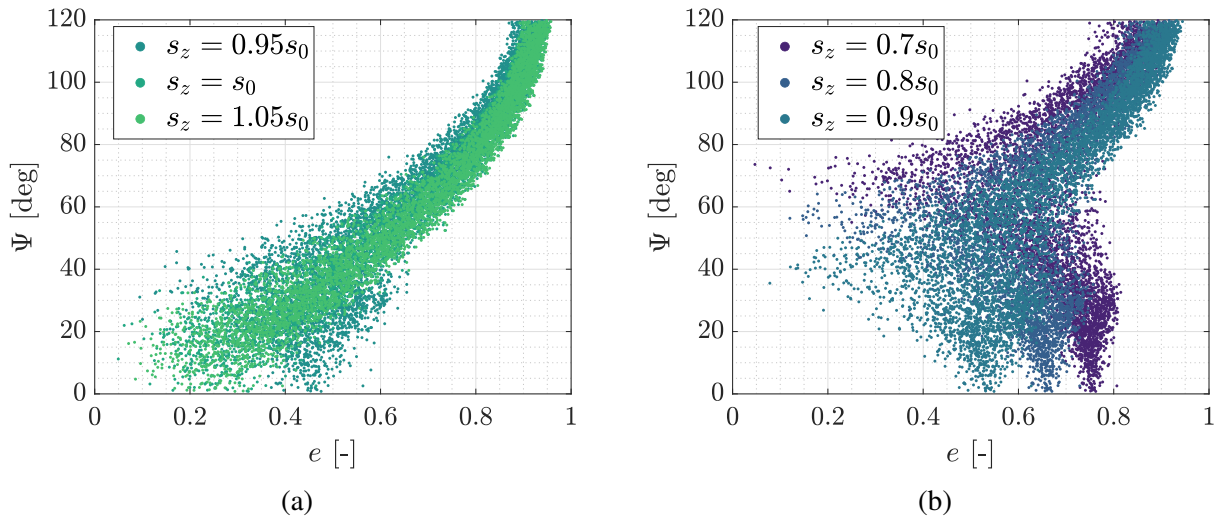 120
100
80
60
40
20
0
Ψ [deg]
s_z = 0.95s_0
s_z = s_0
s_z = 1.05s_0
0 0.2 0.4 0.6 0.8 1
e [-]
(a)
120
100
80
60
40
20
0
Ψ [deg]
s_z = 0.7s_0
s_z = 0.8s_0
s_z = 0.9s_0
0 0.2 0.4 0.6 0.8 1
e [-]
(b)